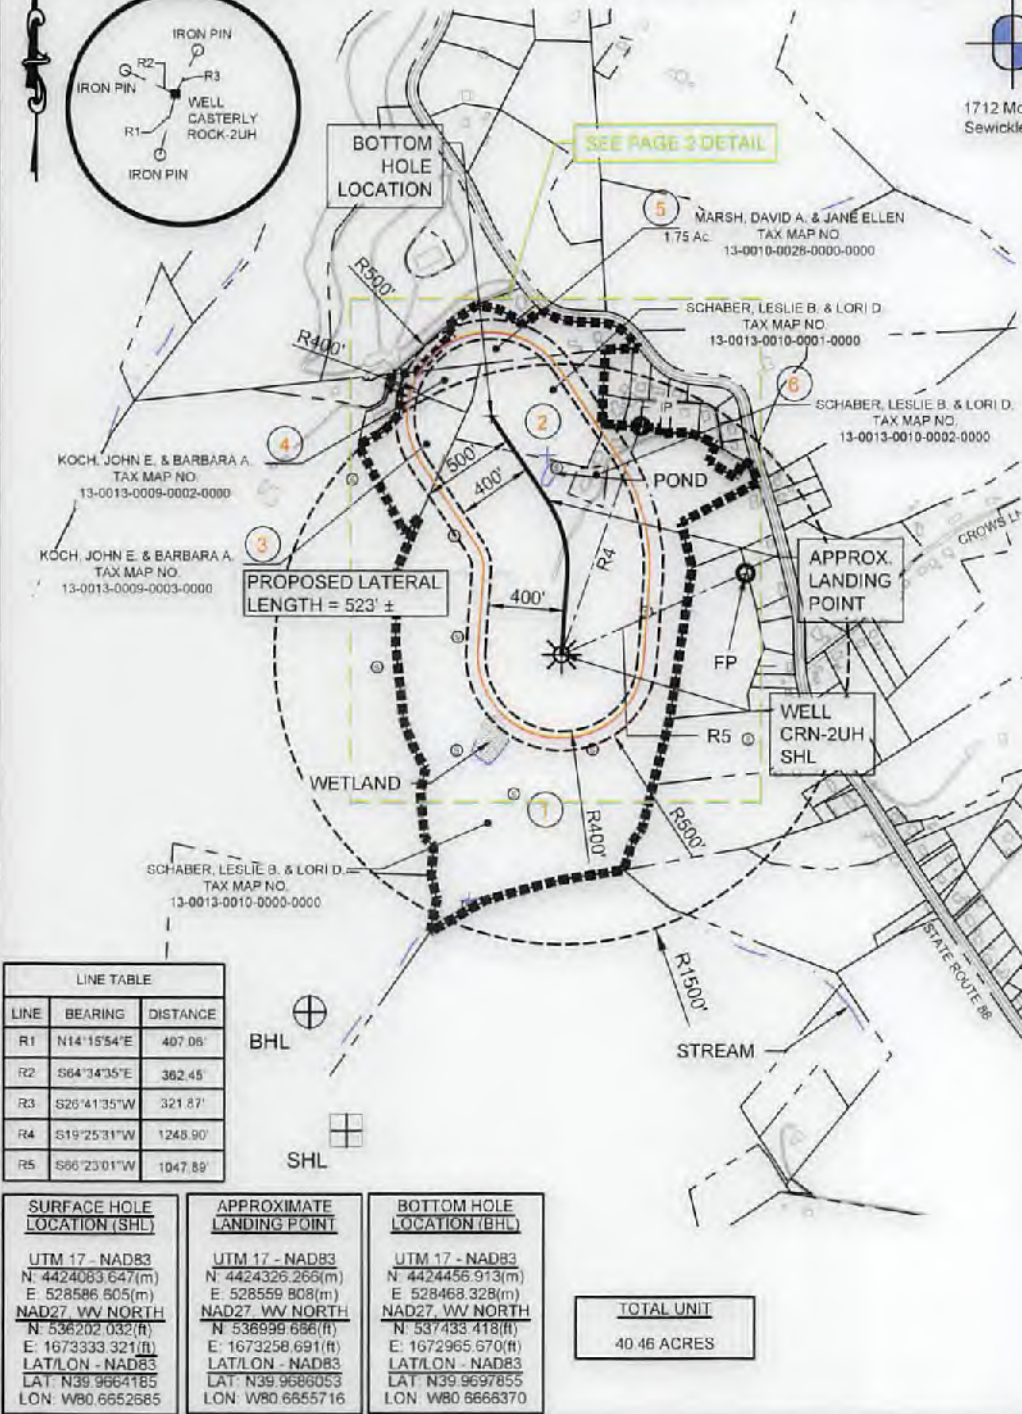 IRON PIN
R2
R3
IRON PIN
WELL
CASTERLY
ROCK-2UH
R1
IRON PIN
1712 Mo
Sewickle
BOTTOM
HOLE
LOCATION
SEE PAGE 2 DETAIL
5
MARSH, DAVID A. & JANE ELLEN
1.75 Ac.
TAX MAP NO.
13-0010-0028-0000-0000
R500'
SCHABER, LESLIE B. & LORI D.
TAX MAP NO.
13-0013-0010-0001-0000
R400'
6
SCHABER, LESLIE B. & LORI D.
TAX MAP NO.
13-0013-0010-0002-0000
IP
2
4
KOCH, JOHN E. & BARBARA A.
TAX MAP NO.
13-0013-0009-0002-0000
500'
400'
POND
CROWS LN
3
KOCH, JOHN E. & BARBARA A.
TAX MAP NO.
13-0013-0009-0003-0000
PROPOSED LATERAL
LENGTH = 523' ±
R4
APPROX.
LANDING
POINT
400'
FP
WELL
CRN-2UH
SHL
R5
WETLAND
1
R400'
R500'
SCHABER, LESLIE B. & LORI D.
TAX MAP NO.
13-0013-0010-0000-0000
STATE ROUTE 88
R1500'
STREAM
LINE TABLE
LINE BEARING DISTANCE
R1 N14°15'54"E 407.06'
R2 S64°34'35"E 362.45'
R3 S26°41'35"W 321.87'
R4 S19°25'31"W 1248.90'
R5 S66°23'01"W 1047.89'
BHL
SHL
SURFACE HOLE
LOCATION (SHL)
UTM 17 - NAD83
N: 4424083.647(m)
E: 528586.605(m)
NAD27, WV NORTH
N: 536202.032(ft)
E: 1673333.321(ft)
LAT/LON - NAD83
LAT: N39.9664185
LON: W80.6652685
APPROXIMATE
LANDING POINT
UTM 17 - NAD83
N: 4424326.266(m)
E: 528559.808(m)
NAD27, WV NORTH
N: 536999.666(ft)
E: 1673258.691(ft)
LAT/LON - NAD83
LAT: N39.9686053
LON: W80.6655716
BOTTOM HOLE
LOCATION (BHL)
UTM 17 - NAD83
N: 4424456.913(m)
E: 528468.328(m)
NAD27, WV NORTH
N: 537433.418(ft)
E: 1672965.670(ft)
LAT/LON - NAD83
LAT: N39.9697855
LON: W80.6666370
TOTAL UNIT
40.46 ACRES